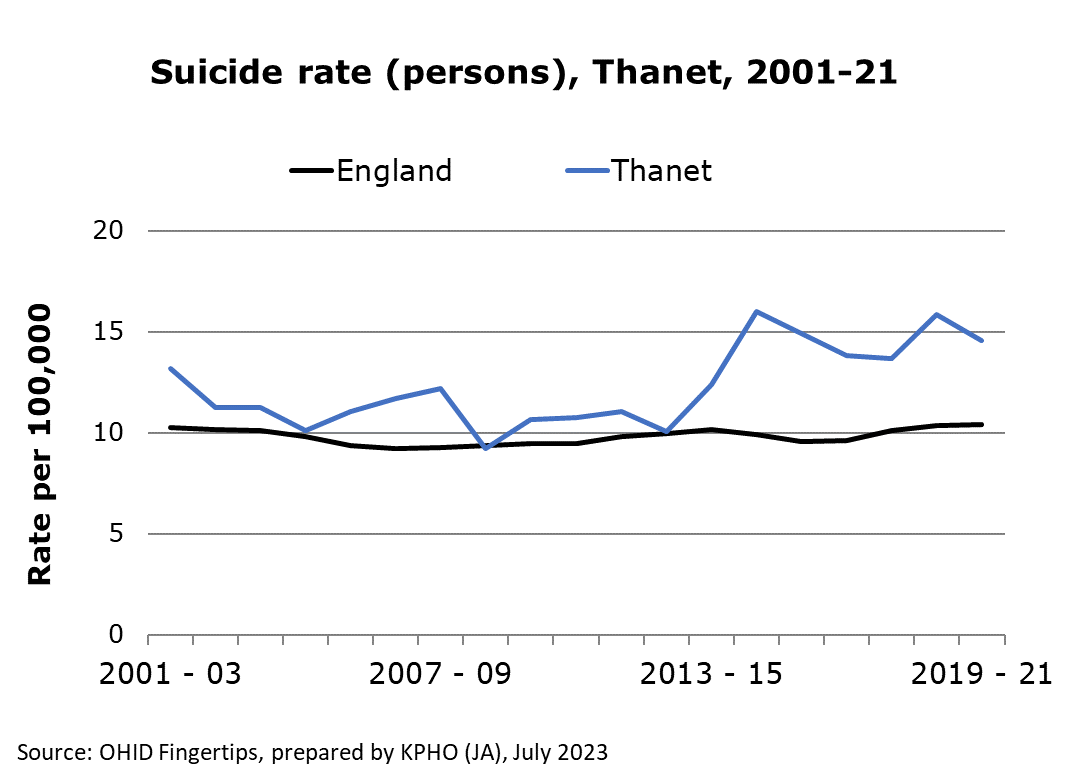 Suicide rate (persons), Thanet, 2001-21
England Thanet
20
15
10
5
0
Rate per 100,000
2001 - 03 2007 - 09 2013 - 15 2019 - 21
Source: OHID Fingertips, prepared by KPHO (JA), July 2023